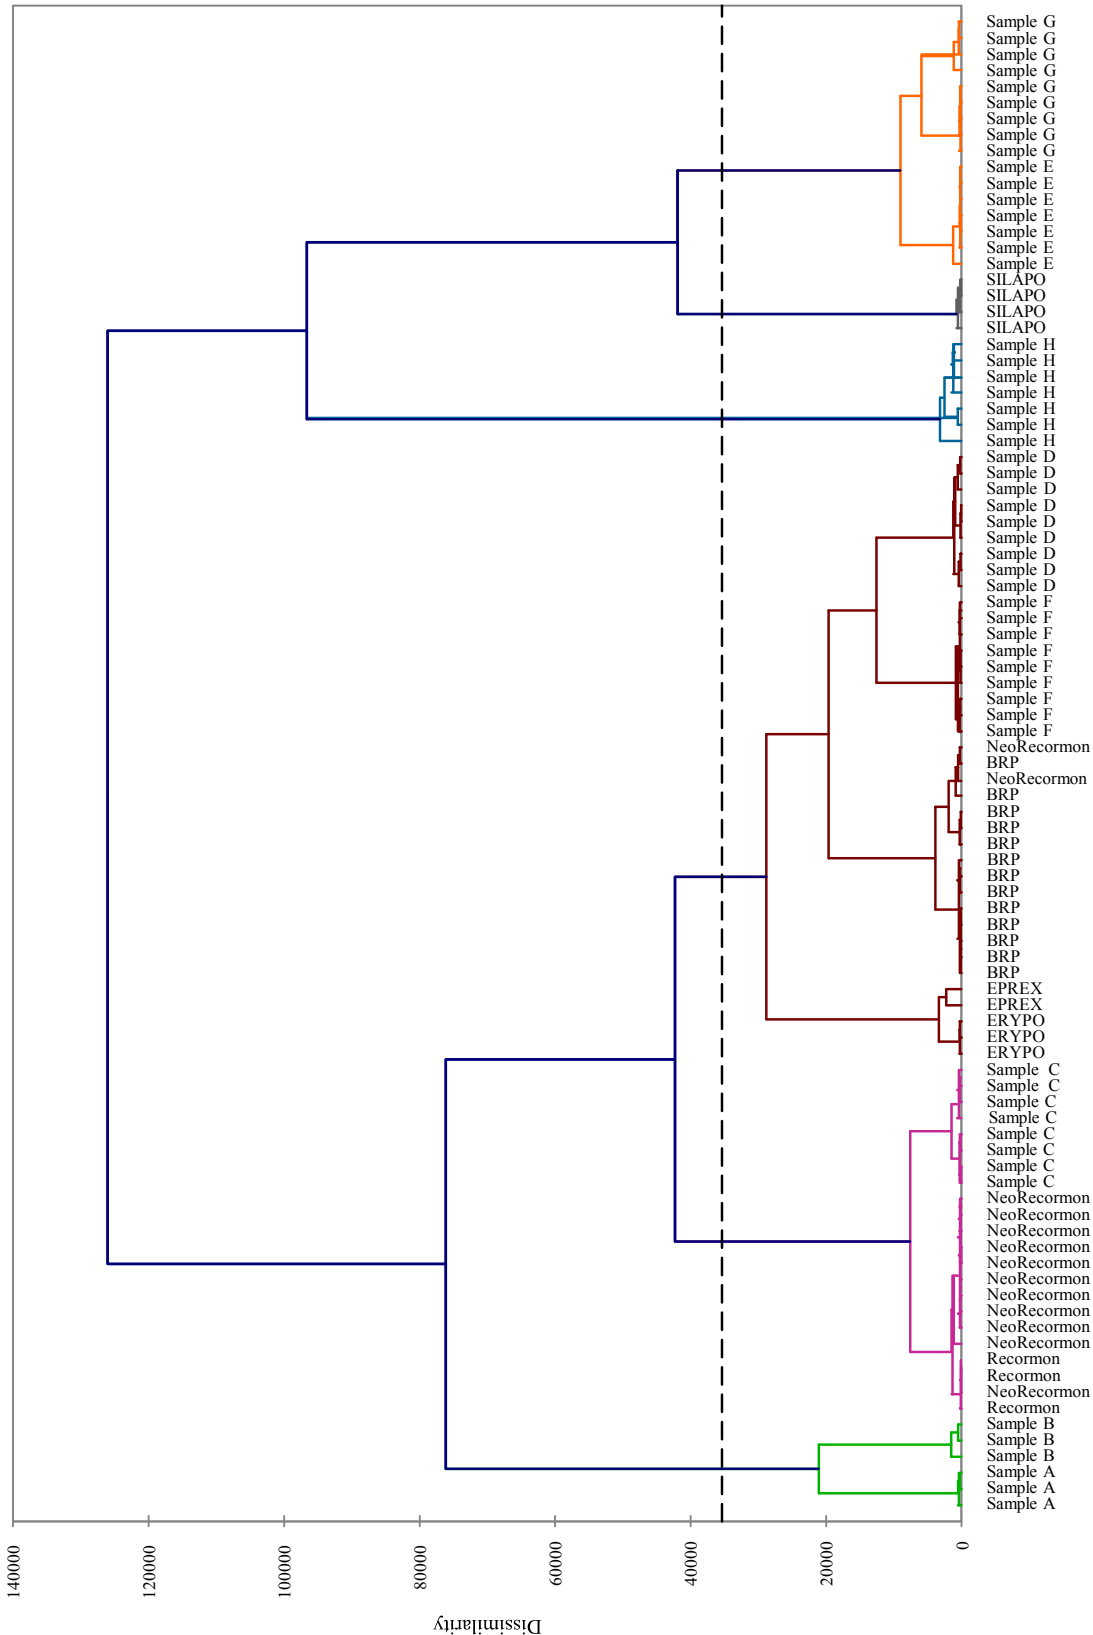 Sample G
Sample G
Sample G
Sample G
Sample G
Sample G
Sample G
Sample G
Sample G
Sample E
Sample E
Sample E
Sample E
Sample E
Sample E
Sample E
SILAPO
SILAPO
SILAPO
SILAPO
Sample H
Sample H
Sample H
Sample H
Sample H
Sample H
Sample H
Sample D
Sample D
Sample D
Sample D
Sample D
Sample D
Sample D
Sample D
Sample D
Sample F
Sample F
Sample F
Sample F
Sample F
Sample F
Sample F
Sample F
Sample F
NeoRecormon
BRP
NeoRecormon
BRP
BRP
BRP
BRP
BRP
BRP
BRP
BRP
BRP
BRP
BRP
BRP
EPREX
EPREX
ERYPO
ERYPO
ERYPO
Sample C
Sample C
Sample C
Sample C
Sample C
Sample C
Sample C
Sample C
NeoRecormon
NeoRecormon
NeoRecormon
NeoRecormon
NeoRecormon
NeoRecormon
NeoRecormon
NeoRecormon
NeoRecormon
NeoRecormon
Recormon
Recormon
NeoRecormon
Recormon
Sample B
Sample B
Sample B
Sample A
Sample A
Sample A
140000
120000
100000
80000
60000
40000
20000
0
Dissimilarity